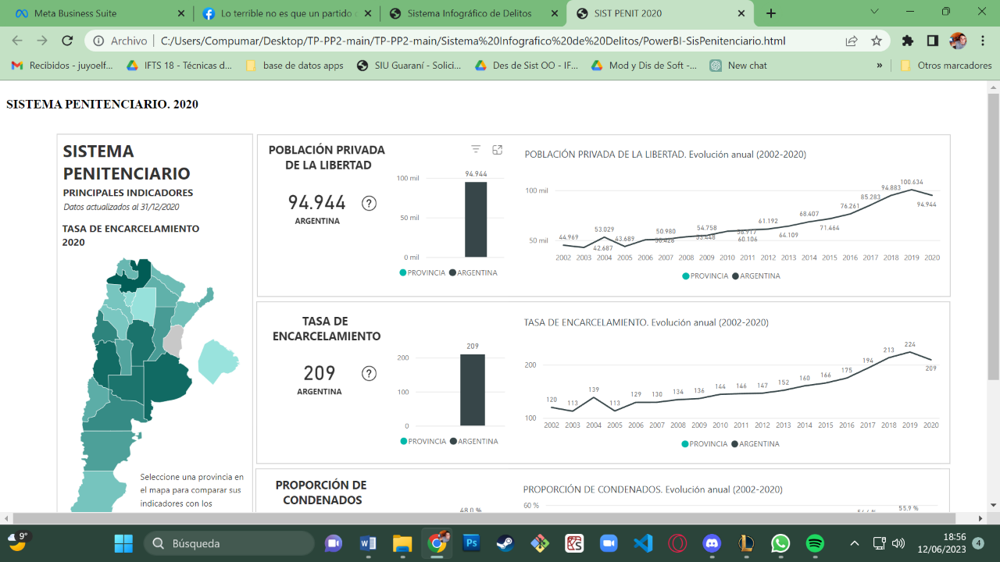 Meta Business Suite
Lo terrible no es que un partido c
Sistema Infográfico de Delitos
SIST PENIT 2020
Archivo
C:/Users/Compumar/Desktop/TP-PP2-main/TP-PP2-main/Sistema%20Infografico%20de%20Delitos/PowerBI-SisPenitenciario.html
Recibidos - juyoelf...
IFTS 18 - Técnicas d...
base de datos apps
SIU Guaraní - Solici...
Des de Sist OO - IF...
Mod y Dis de Soft -...
New chat
»
Otros marcadores
SISTEMA PENITENCIARIO. 2020
SISTEMA
PENITENCIARIO
PRINCIPALES INDICADORES
Datos actualizados al 31/12/2020
TASA DE ENCARCELAMIENTO
2020
Seleccione una provincia en
el mapa para comparar sus
indicadores con los
POBLACIÓN PRIVADA
DE LA LIBERTAD
94.944
?
ARGENTINA
94.944
100 mil
50 mil
0 mil
PROVINCIA ARGENTINA
POBLACIÓN PRIVADA DE LA LIBERTAD. Evolución anual (2002-2020)
100 mil
50 mil
44.969 53.029 43.689 50.980 54.758 58.917 61.192 68.407 76.261 85.283 94.883 100.634
42.687 50.428 53.448 60.106 64.109 71.464 94.944
2002 2003 2004 2005 2006 2007 2008 2009 2010 2011 2012 2013 2014 2015 2016 2017 2018 2019 2020
PROVINCIA ARGENTINA
TASA DE
ENCARCELAMIENTO
209
?
ARGENTINA
209
200
100
0
PROVINCIA ARGENTINA
TASA DE ENCARCELAMIENTO. Evolución anual (2002-2020)
200
100
120 113 139 113 129 130 134 136 144 146 147 152 160 166 175 194 213 224 209
2002 2003 2004 2005 2006 2007 2008 2009 2010 2011 2012 2013 2014 2015 2016 2017 2018 2019 2020
PROVINCIA ARGENTINA
PROPORCIÓN DE
CONDENADOS
48,0 %
PROPORCIÓN DE CONDENADOS. Evolución anual (2002-2020)
60 %
55,9 %
9°
Búsqueda
18:56
12/06/2023
4